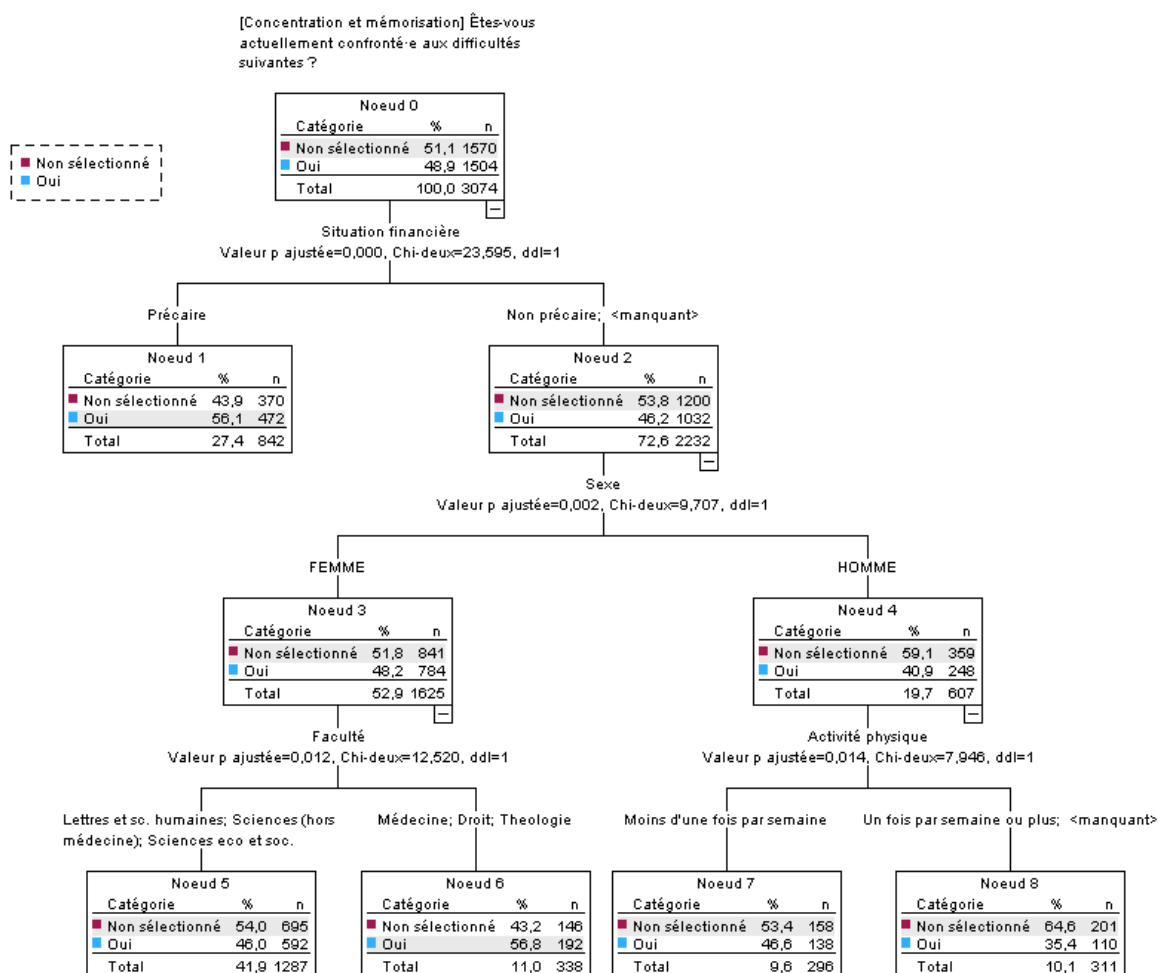 [Concentration et mémorisation] Êtes-vous
actuellement confronté·e aux difficultés
suivantes ?
Non sélectionné
Oui
Noeud 0
Catégorie % n
Non sélectionné 51,1 1570
Oui 48,9 1504
Total 100,0 3074
Situation financière
Valeur p ajustée=0,000, Chi-deux=23,595, ddl=1
Précaire
Non précaire; <manquant>
Noeud 1
Catégorie % n
Non sélectionné 43,9 370
Oui 56,1 472
Total 27,4 842
Noeud 2
Catégorie % n
Non sélectionné 53,8 1200
Oui 46,2 1032
Total 72,6 2232
Sexe
Valeur p ajustée=0,002, Chi-deux=9,707, ddl=1
FEMME
HOMME
Noeud 3
Catégorie % n
Non sélectionné 51,8 841
Oui 48,2 784
Total 52,9 1625
Noeud 4
Catégorie % n
Non sélectionné 59,1 359
Oui 40,9 248
Total 19,7 607
Faculté
Valeur p ajustée=0,012, Chi-deux=12,520, ddl=1
Activité physique
Valeur p ajustée=0,014, Chi-deux=7,946, ddl=1
Lettres et sc. humaines; Sciences (hors
médecine); Sciences eco et soc.
Médecine; Droit; Theologie
Moins d'une fois par semaine
Un fois par semaine ou plus; <manquant>
Noeud 5
Catégorie % n
Non sélectionné 54,0 695
Oui 46,0 592
Total 41,9 1287
Noeud 6
Catégorie % n
Non sélectionné 43,2 146
Oui 56,8 192
Total 11,0 338
Noeud 7
Catégorie % n
Non sélectionné 53,4 158
Oui 46,6 138
Total 9,6 296
Noeud 8
Catégorie % n
Non sélectionné 64,6 201
Oui 35,4 110
Total 10,1 311